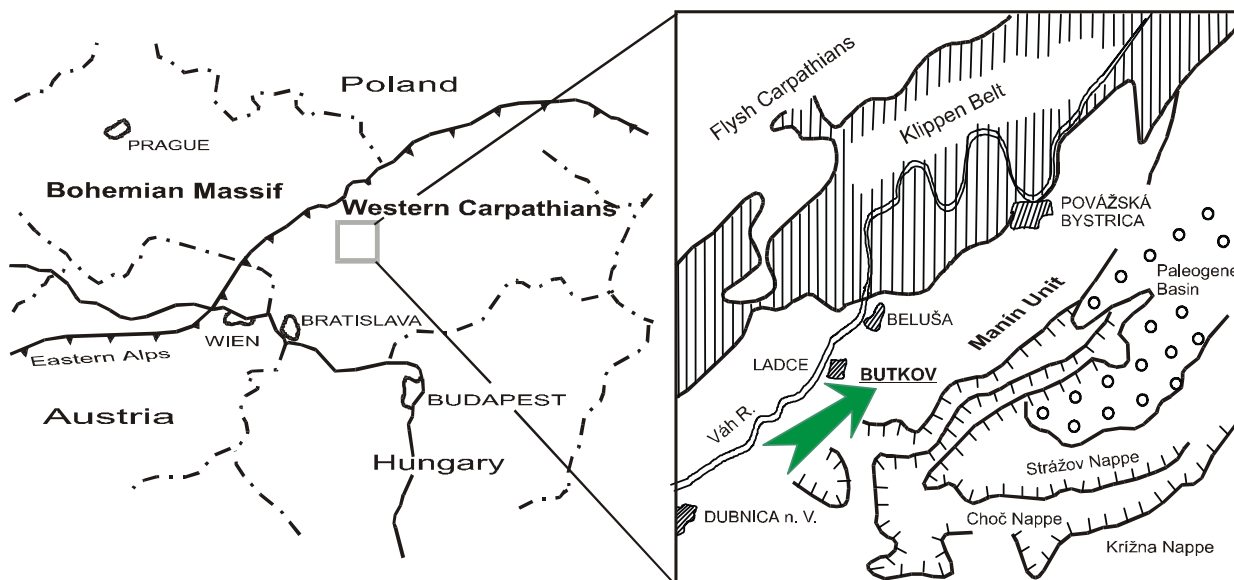 Poland
PRAGUE
Bohemian Massif
Western Carpathians
BRATISLAVA
WIEN
Eastern Alps
BUDAPEST
Austria
Hungary
Flysh Carpathians
Klippen Belt
POVÁŽSKÁ
BYSTRICA
Paleogene
Basin
Manín Unit
BELUŠA
LADCE
BUTKOV
Váh R.
Strážov Nappe
DUBNICA n. V.
Choč Nappe
Krížna Nappe